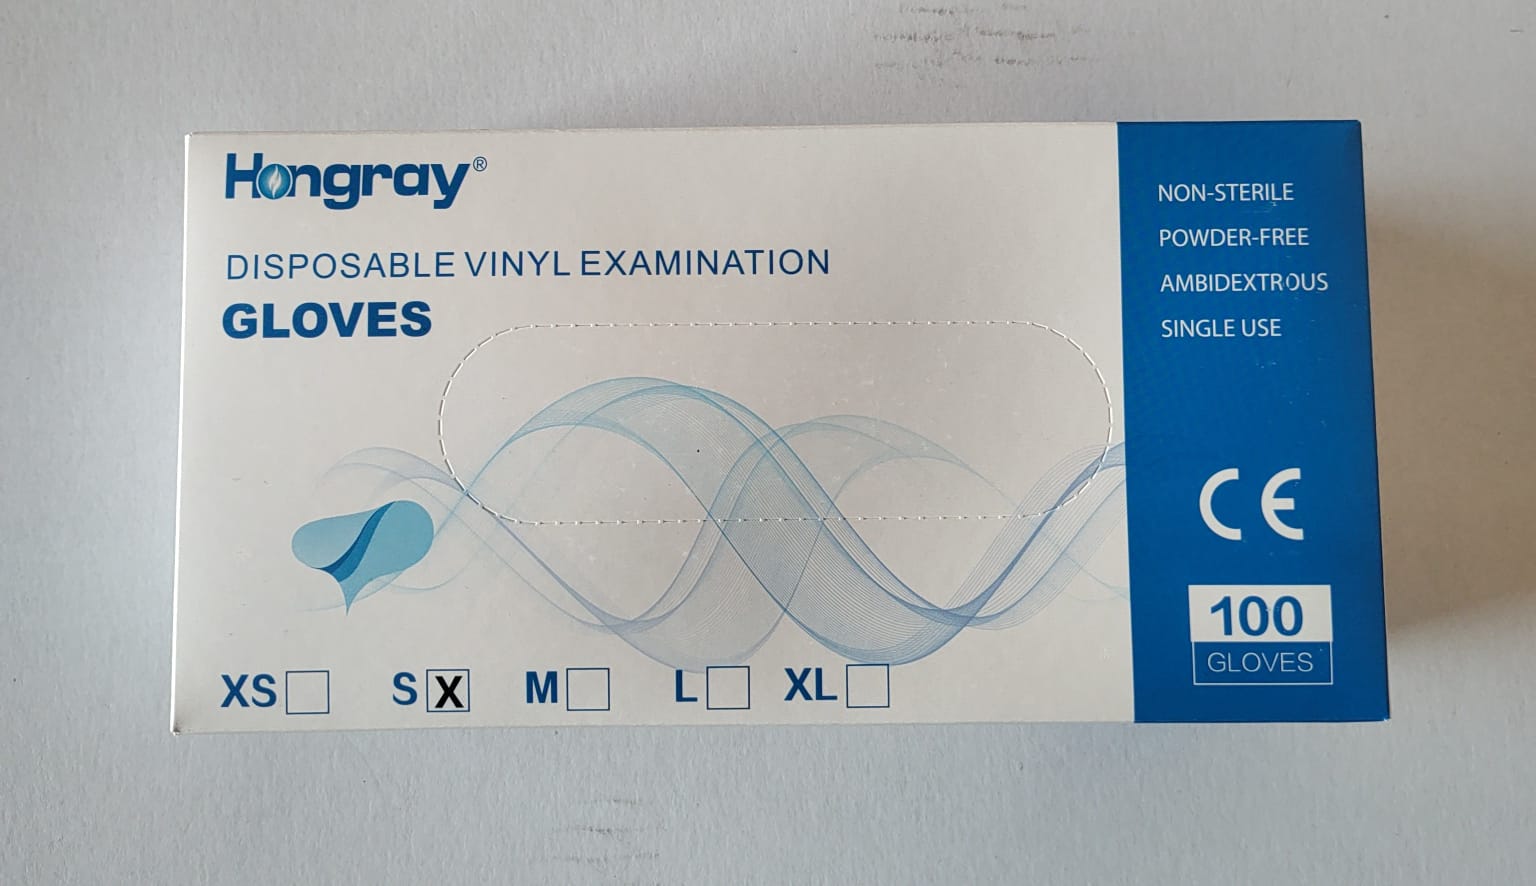 Hongray®
DISPOSABLE VINYL EXAMINATION
GLOVES
XS S X M L XL
NON-STERILE
POWDER-FREE
AMBIDEXTROUS
SINGLE USE
CE
100
GLOVES